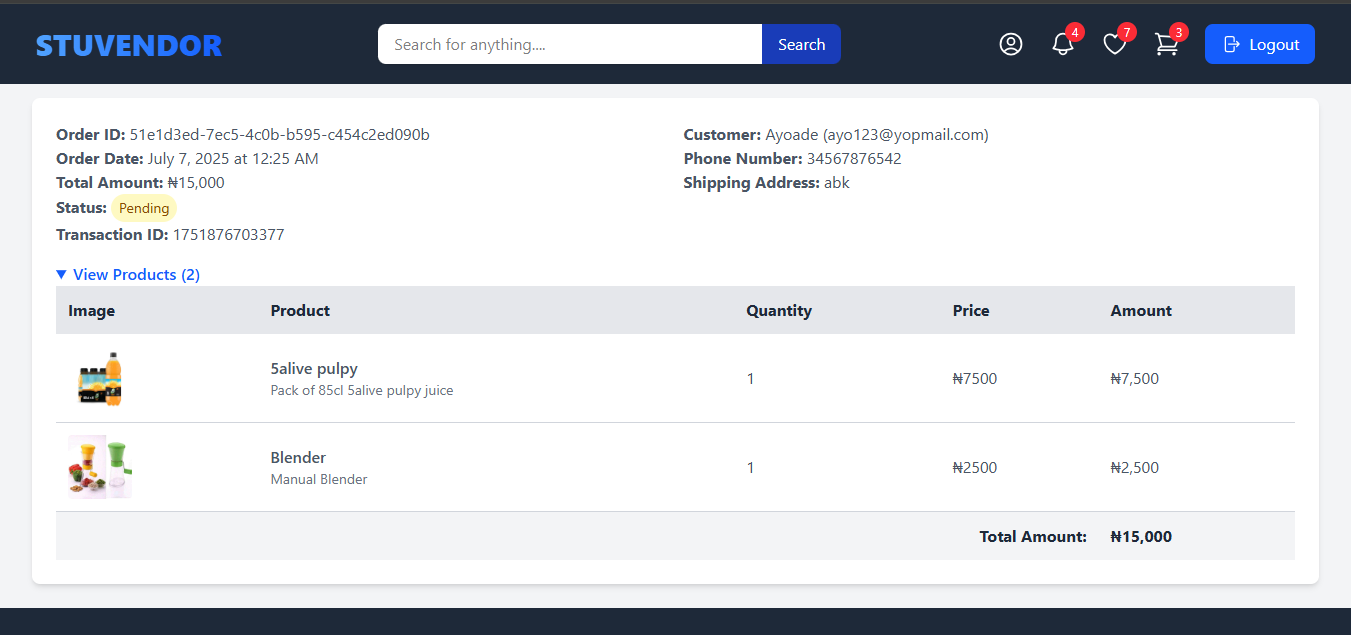 STUVENDOR
Search for anything....
Search
4
7
3
Logout
Order ID: 51e1d3ed-7ec5-4c0b-b595-c454c2ed090b
Order Date: July 7, 2025 at 12:25 AM
Total Amount: ₦15,000
Status: Pending
Transaction ID: 1751876703377
Customer: Ayoade (ayo123@yopmail.com)
Phone Number: 34567876542
Shipping Address: abk
▼ View Products (2)
Image Product Quantity Price Amount
5alive pulpy
Pack of 85cl 5alive pulpy juice
1 ₦7500 ₦7,500
Blender
Manual Blender
1 ₦2500 ₦2,500
Total Amount: ₦15,000